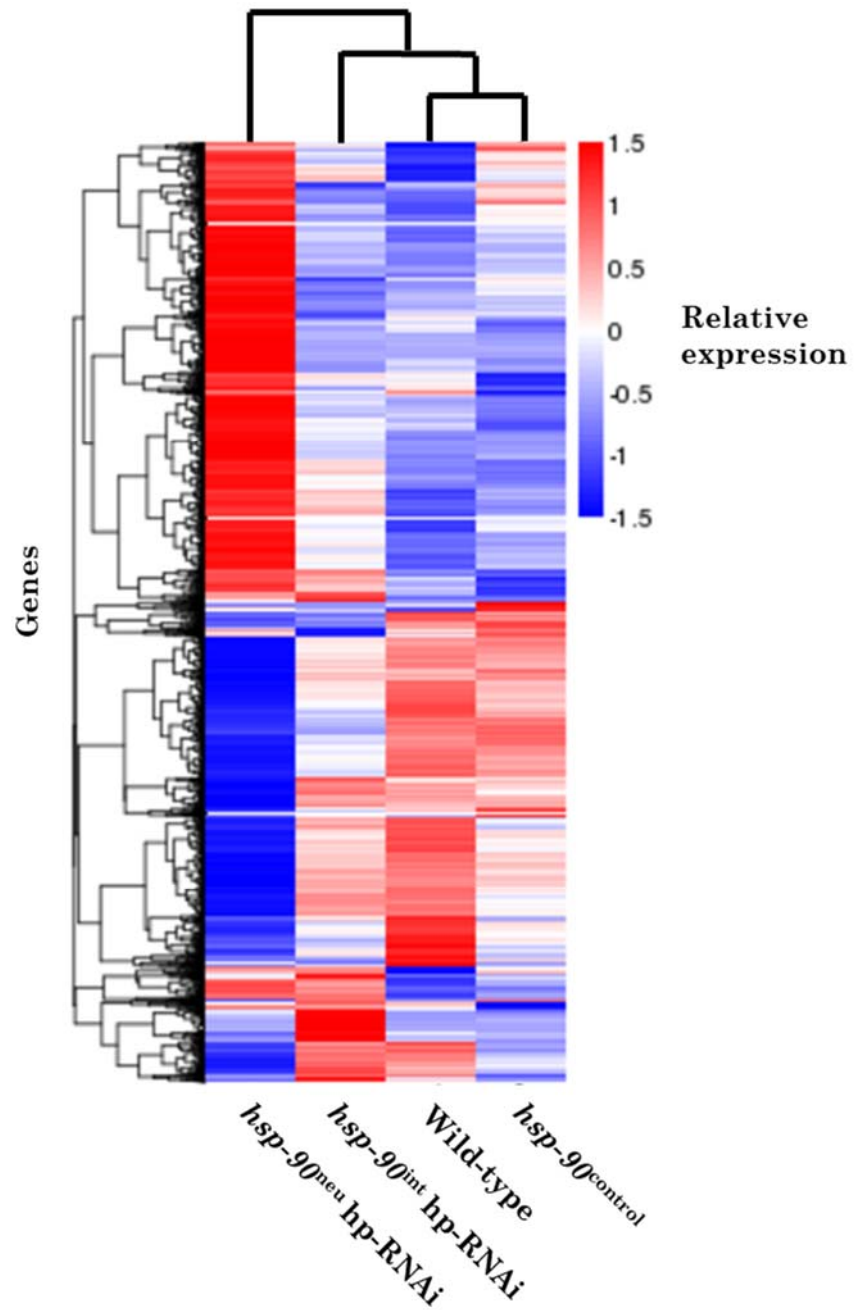 1.5
1
0.5
0
-0.5
-1
-1.5
Relative
expression
Genes
hsp-90neu hp-RNAi
hsp-90int hp-RNAi
Wild-type
hsp-90control